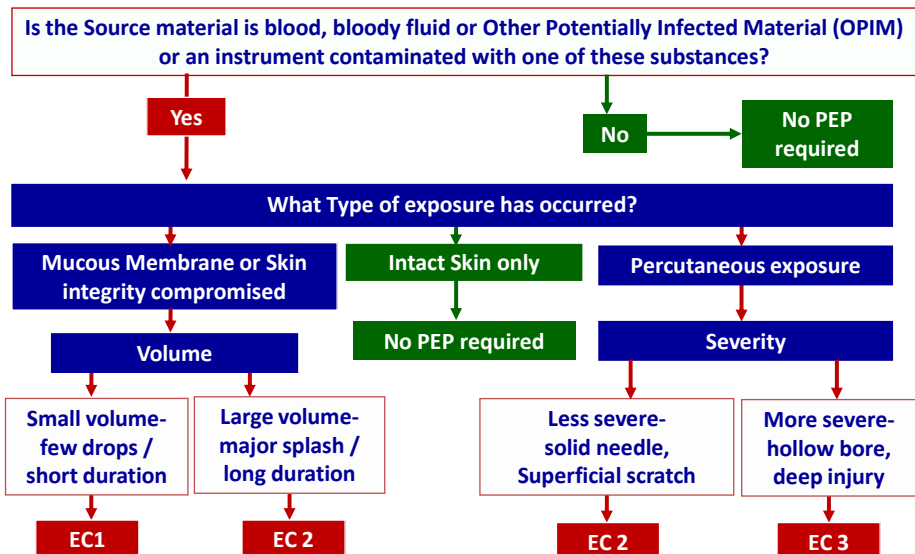 Is the Source material is blood, bloody fluid or Other Potentially Infected Material (OPIM)
or an instrument contaminated with one of these substances?
Yes
No
No PEP
required
What Type of exposure has occurred?
Mucous Membrane or Skin
integrity compromised
Intact Skin only
Percutaneous exposure
No PEP required
Volume
Severity
Small volume-
few drops /
short duration
Large volume-
major splash /
long duration
Less severe-
solid needle,
Superficial scratch
More severe-
hollow bore,
deep injury
EC1
EC 2
EC 2
EC 3